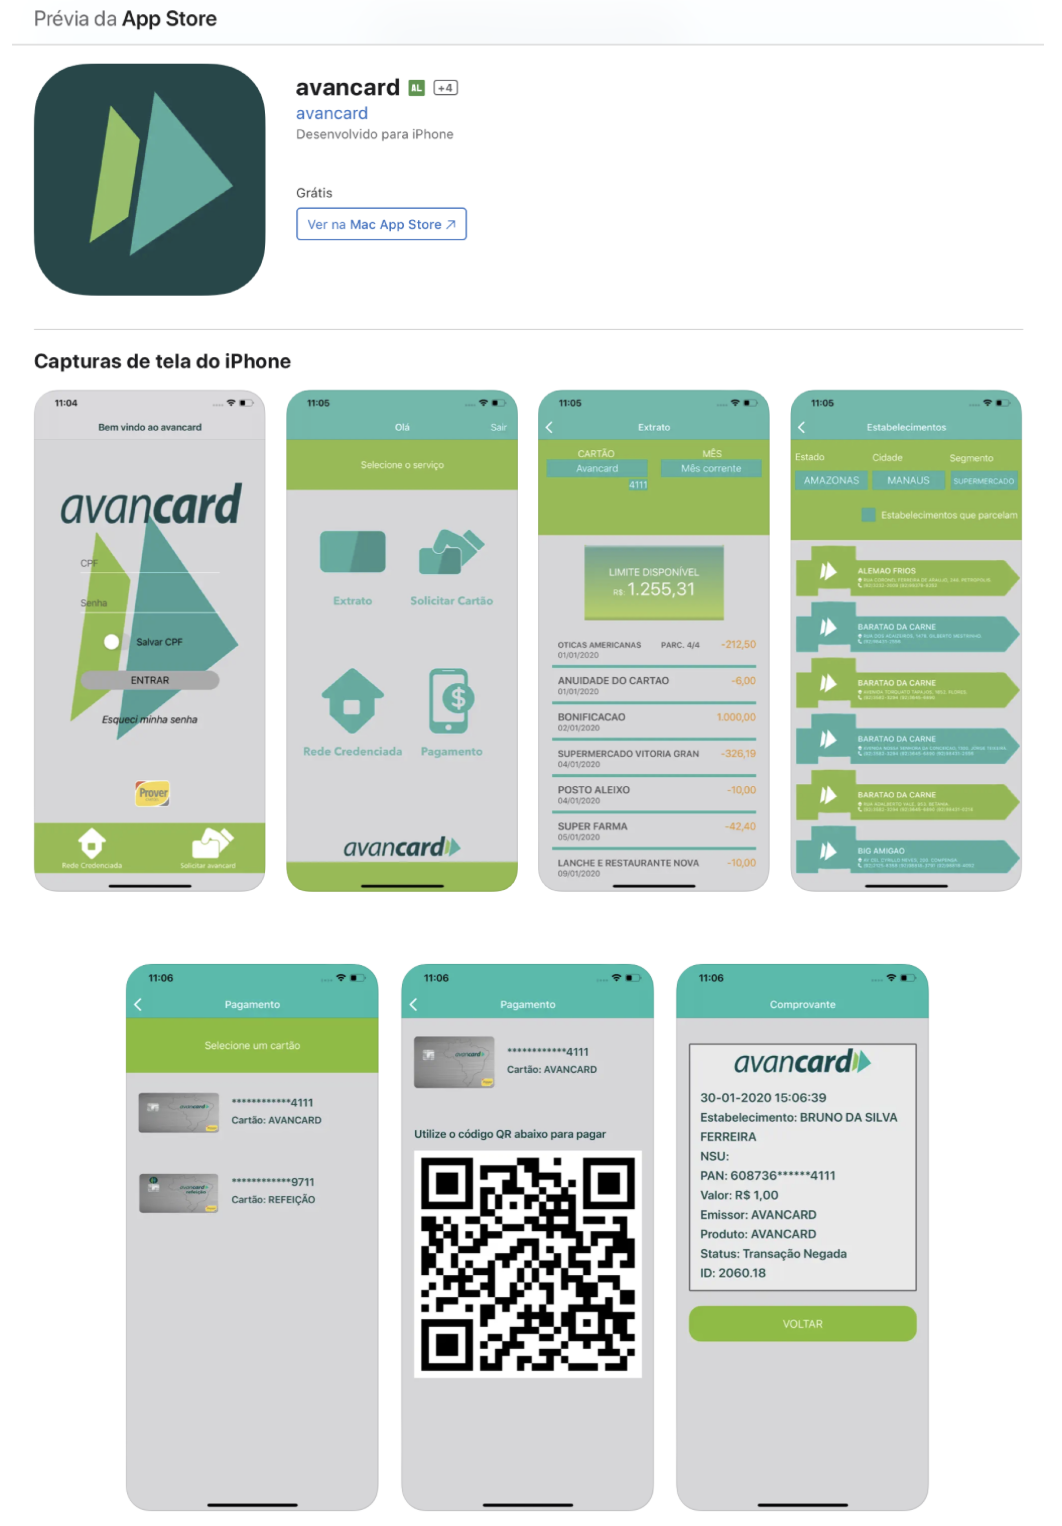 Prévia da App Store
avancard AL +4
avancard
Desenvolvido para iPhone
Grátis
Ver na Mac App Store ↗
Capturas de tela do iPhone
11:04
Bem vindo ao avancard
avancard
CPF
Senha
Salvar CPF
ENTRAR
Esqueci minha senha
Prover
Rede Credenciada
Solicitar avancard
11:05
Olá
Sair
Selecione o serviço
Extrato
Solicitar Cartão
Rede Credenciada
Pagamento
avancard
11:05
Extrato
CARTÃO
MÊS
Avancard
Mês corrente
4111
LIMITE DISPONÍVEL
R$: 1.255,31
OTICAS AMERICANAS PARC. 4/4 -212,50
01/01/2020
ANUIDADE DO CARTAO -6,00
01/01/2020
BONIFICACAO 1.000,00
02/01/2020
SUPERMERCADO VITORIA GRAN -326,19
04/01/2020
POSTO ALEIXO -10,00
04/01/2020
SUPER FARMA -42,40
05/01/2020
LANCHE E RESTAURANTE NOVA -10,00
09/01/2020
11:05
Estabelecimentos
Estado
Cidade
Segmento
AMAZONAS
MANAUS
SUPERMERCADO
Estabelecimentos que parcelam
ALEMAO FRIOS
BARATAO DA CARNE
BARATAO DA CARNE
BARATAO DA CARNE
BARATAO DA CARNE
BIG AMIGAO
11:06
Pagamento
Selecione um cartão
************4111
Cartão: AVANCARD
************9711
Cartão: REFEIÇÃO
11:06
Pagamento
************4111
Cartão: AVANCARD
Utilize o código QR abaixo para pagar
11:06
Comprovante
avancard
30-01-2020 15:06:39
Estabelecimento: BRUNO DA SILVA
FERREIRA
NSU:
PAN: 608736******4111
Valor: R$ 1,00
Emissor: AVANCARD
Produto: AVANCARD
Status: Transação Negada
ID: 2060.18
VOLTAR